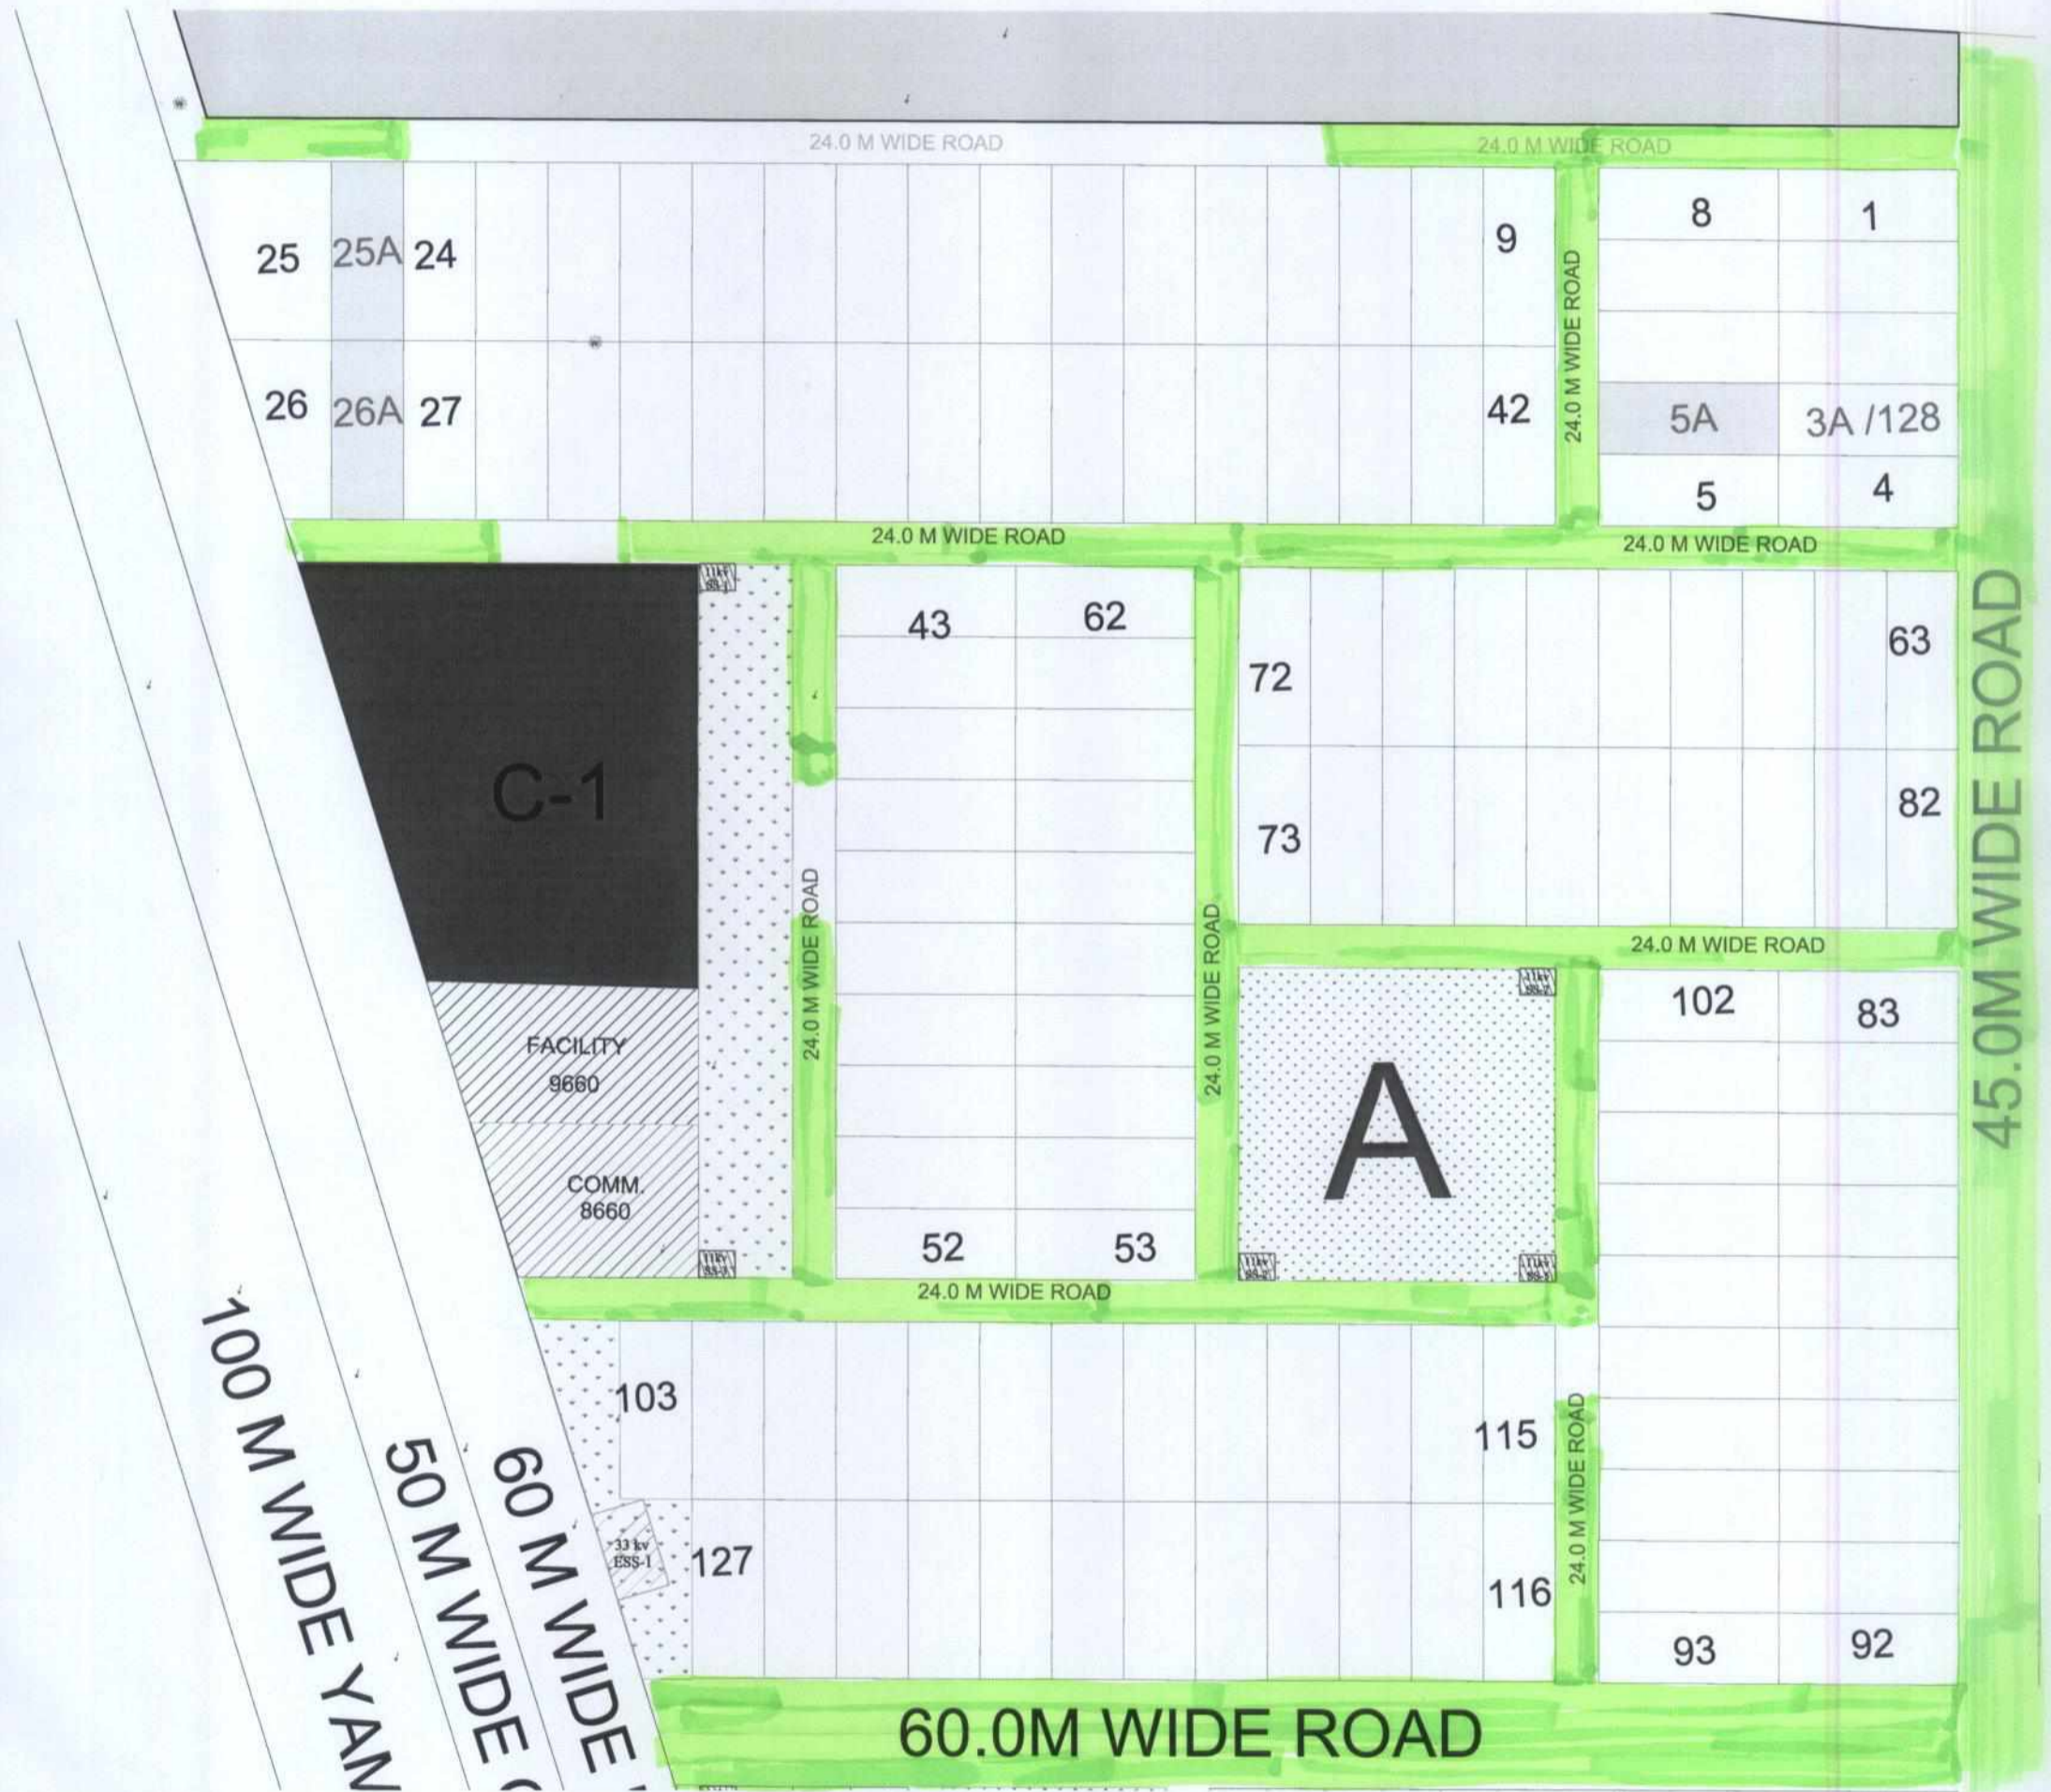 24.0 M WIDE ROAD
24.0 M WIDE ROAD
8
1
9
25
25A
24
24.0 M WIDE ROAD
26
26A
27
42
5A
3A /128
5
4
24.0 M WIDE ROAD
24.0 M WIDE ROAD
43
62
63
72
45.0M WIDE ROAD
C-1
82
73
24.0 M WIDE ROAD
24.0 M WIDE ROAD
24.0 M WIDE ROAD
102
83
FACILITY
9660
A
COMM.
8660
52
53
24.0 M WIDE ROAD
103
115
24.0 M WIDE ROAD
33 kv
ESS-1
127
116
93
92
100 M WIDE YAM
50 M WIDE
60 M WIDE
60.0M WIDE ROAD